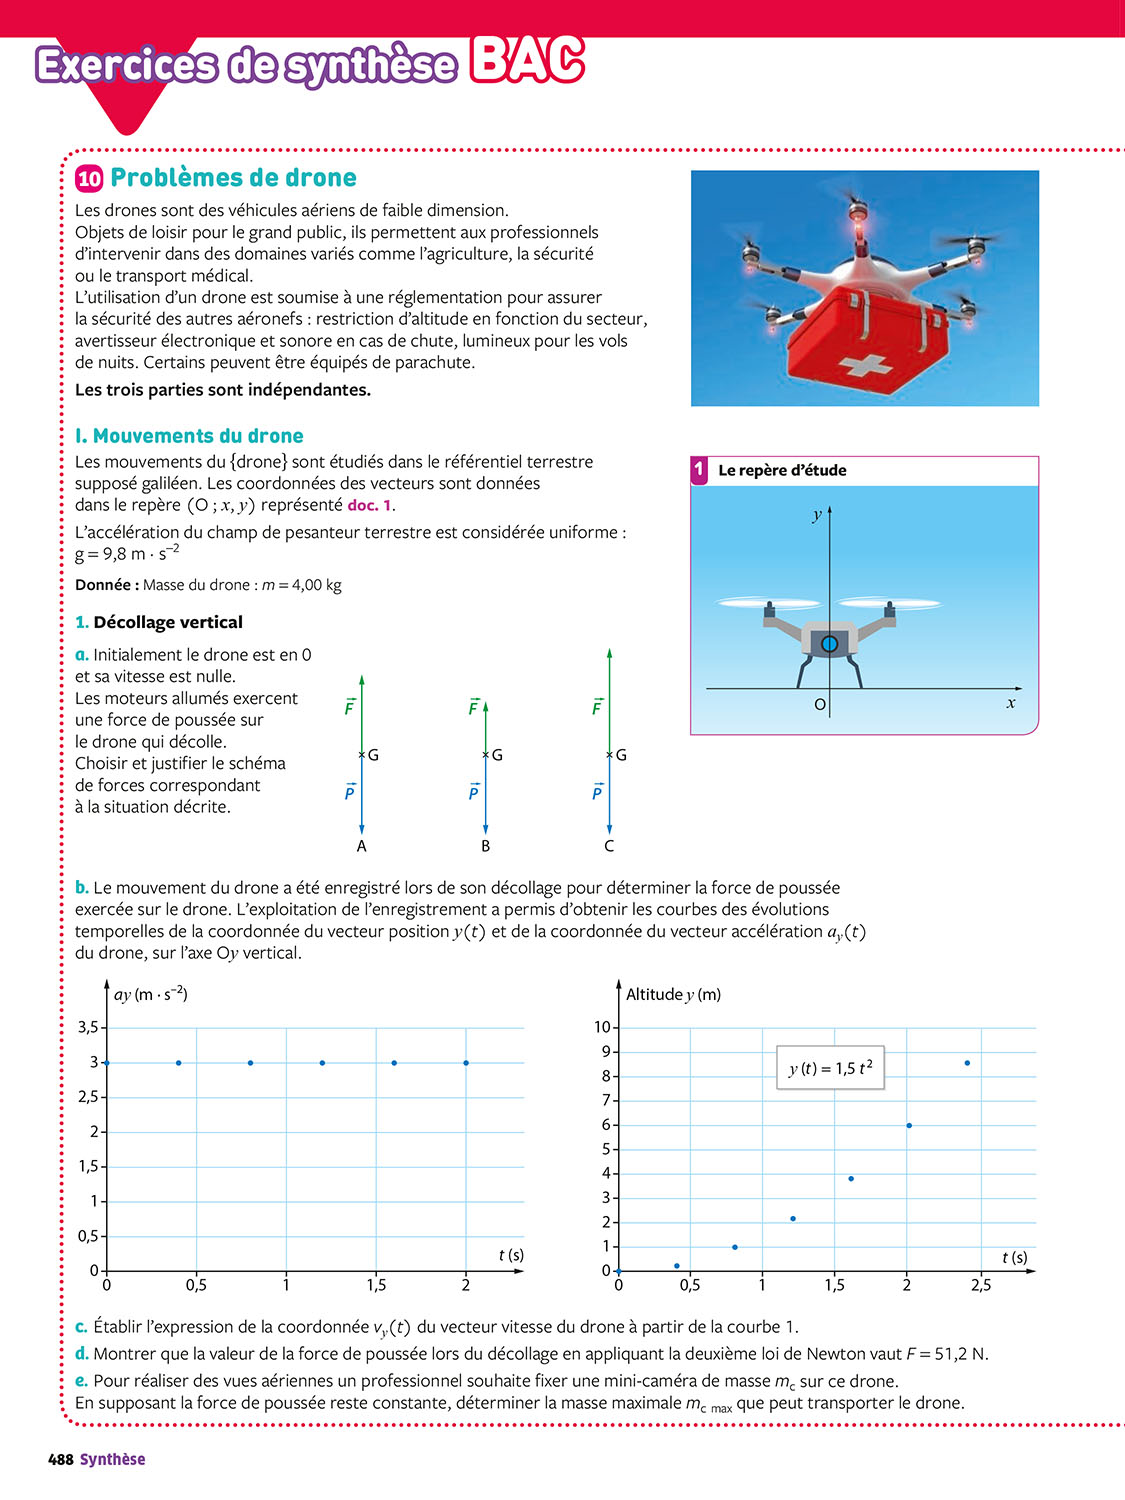 Exercices de synthèse BAC
10 Problèmes de drone
Les drones sont des véhicules aériens de faible dimension.
Objets de loisir pour le grand public, ils permettent aux professionnels
d’intervenir dans des domaines variés comme l’agriculture, la sécurité
ou le transport médical.
L’utilisation d’un drone est soumise à une réglementation pour assurer
la sécurité des autres aéronefs : restriction d’altitude en fonction du secteur,
avertisseur électronique et sonore en cas de chute, lumineux pour les vols
de nuits. Certains peuvent être équipés de parachute.
Les trois parties sont indépendantes.
I. Mouvements du drone
Les mouvements du {drone} sont étudiés dans le référentiel terrestre
supposé galiléen. Les coordonnées des vecteurs sont données
dans le repère (O ; x, y) représenté doc. 1.
L’accélération du champ de pesanteur terrestre est considérée uniforme :
g = 9,8 m · s⁻²
Donnée : Masse du drone : m = 4,00 kg
1 Le repère d’étude
y
O
x
1. Décollage vertical
a. Initialement le drone est en 0
et sa vitesse est nulle.
Les moteurs allumés exercent
une force de poussée sur
le drone qui décolle.
Choisir et justifier le schéma
de forces correspondant
à la situation décrite.
F⃗ F⃗ F⃗
G G G
P⃗ P⃗ P⃗
A B C
b. Le mouvement du drone a été enregistré lors de son décollage pour déterminer la force de poussée
exercée sur le drone. L’exploitation de l’enregistrement a permis d’obtenir les courbes des évolutions
temporelles de la coordonnée du vecteur position y(t) et de la coordonnée du vecteur accélération aᵧ(t)
du drone, sur l’axe Oy vertical.
ay (m · s⁻²)
3,5
3
2,5
2
1,5
1
0,5
0
t (s)
0 0,5 1 1,5 2
Altitude y (m)
10
9
8
7
6
5
4
3
2
1
0
y (t) = 1,5 t²
t (s)
0 0,5 1 1,5 2 2,5
c. Établir l’expression de la coordonnée vᵧ(t) du vecteur vitesse du drone à partir de la courbe 1.
d. Montrer que la valeur de la force de poussée lors du décollage en appliquant la deuxième loi de Newton vaut F = 51,2 N.
e. Pour réaliser des vues aériennes un professionnel souhaite fixer une mini-caméra de masse mc sur ce drone.
En supposant la force de poussée reste constante, déterminer la masse maximale mc max que peut transporter le drone.
488 Synthèse